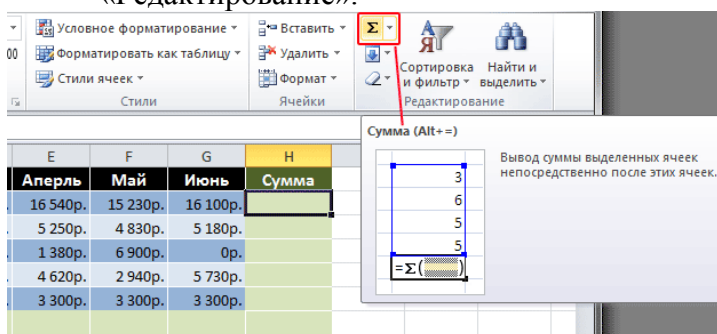 «Редактирование».
Условное форматирование Вставить Σ
00 Форматировать как таблицу Удалить Сортировка Найти и
Стили ячеек Формат и фильтр выделить
Стили Ячейки Редактирование
Сумма (Alt+=)
Вывод суммы выделенных ячеек
непосредственно после этих ячеек.
3
6
5
5
=Σ( )
E F G H
Аперль Май Июнь Сумма
16 540р. 15 230р. 16 100р.
5 250р. 4 830р. 5 180р.
1 380р. 6 900р. 0р.
4 620р. 2 940р. 5 730р.
3 300р. 3 300р. 3 300р.